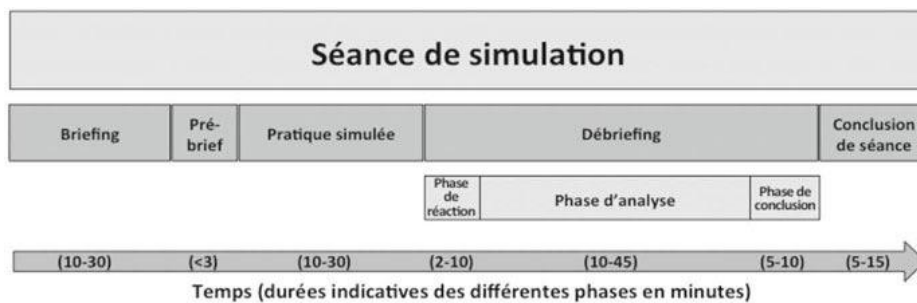 Séance de simulation
Briefing
Pré-
brief
Pratique simulée
Débriefing
Conclusion
de séance
Phase
de
réaction
Phase d'analyse
Phase de
conclusion
(10-30) (<3) (10-30) (2-10) (10-45) (5-10) (5-15)
Temps (durées indicatives des différentes phases en minutes)